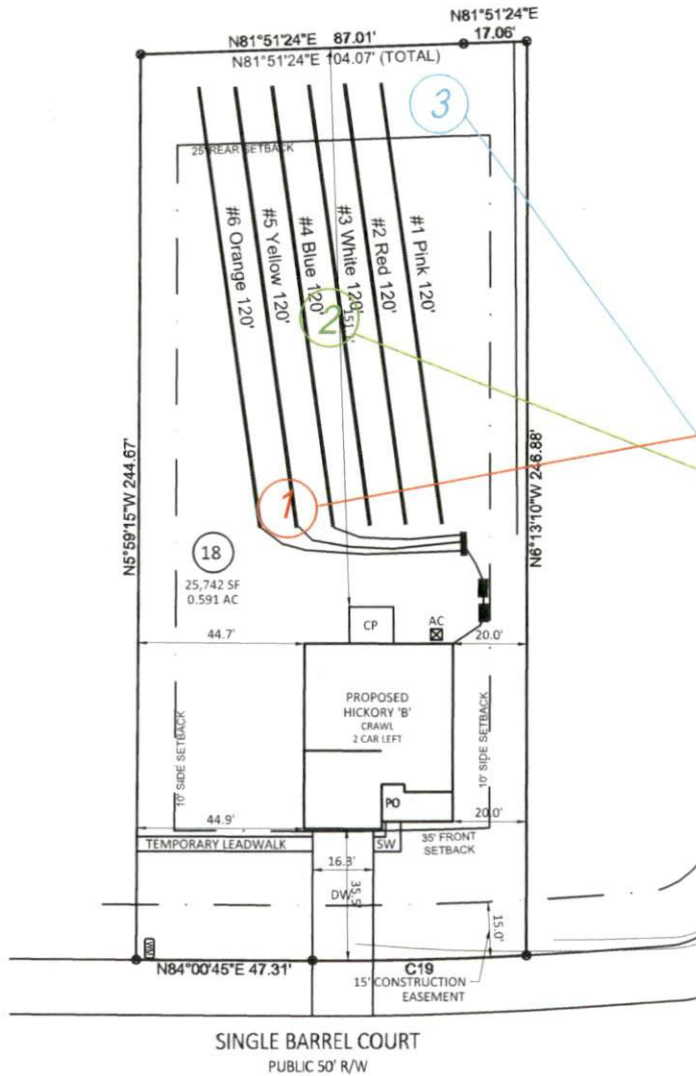 N81°51'24"E 87.01'
N81°51'24"E
17.06'
N81°51'24"E 104.07' (TOTAL)
3
25' REAR SETBACK
#6 Orange 120'
#5 Yellow 120'
#4 Blue 120'
#3 White 120'
#2 Red 120'
#1 Pink 120'
2
N5°59'15"W 244.67'
N6°13'10"W 246.88'
1
18
25,742 SF
0.591 AC
CP
AC
44.7'
20.0'
PROPOSED
HICKORY 'B'
CRAWL
2 CAR LEFT
10' SIDE SETBACK
10' SIDE SETBACK
PO
44.9'
20.0'
TEMPORARY LEADWALK
SW
35' FRONT
SETBACK
16.3'
35.5'
DW
15.0'
WM
N84°00'45"E 47.31'
C19
15' CONSTRUCTION
EASEMENT
SINGLE BARREL COURT
PUBLIC 50' R/W